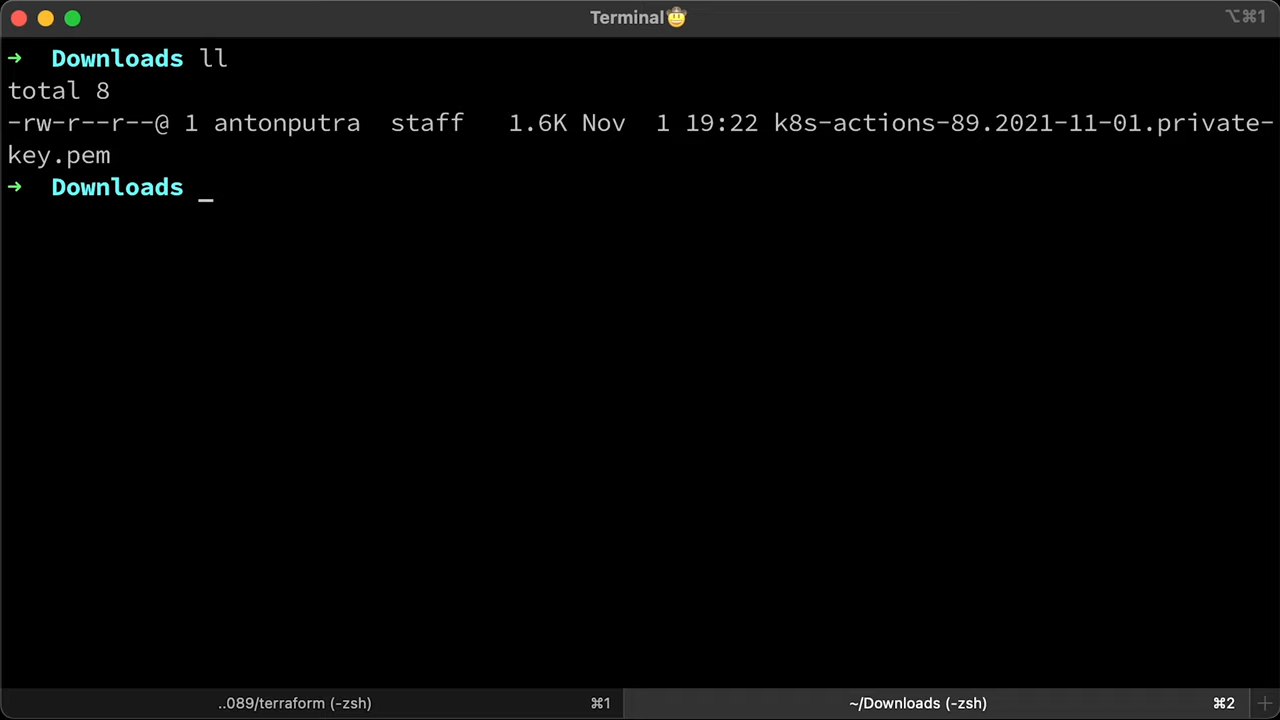 Terminal🤠
⌥⌘1
→ Downloads ll
total 8
-rw-r--r--@ 1 antonputra  staff   1.6K Nov  1 19:22 k8s-actions-89.2021-11-01.private-
key.pem
→ Downloads _
..089/terraform (-zsh) ⌘1
~/Downloads (-zsh) ⌘2 +